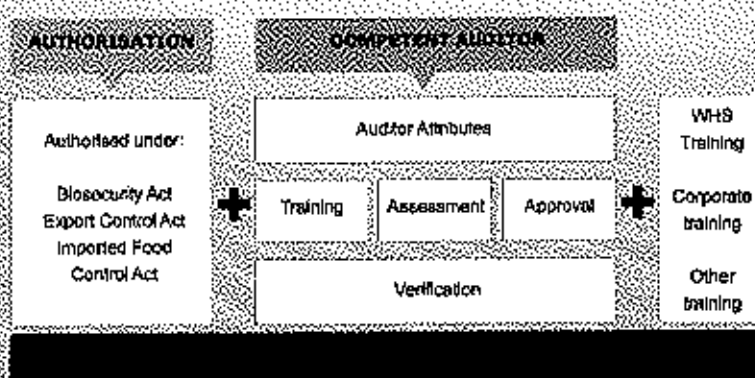 AUTHORISATION
COMPETENT AUDITOR
Authorised under:
Biosecurity Act
Export Control Act
Imported Food
Control Act
Auditor Attributes
Training
Assessment
Approval
Verification
WHS
Training
Corporate
training
Other
training